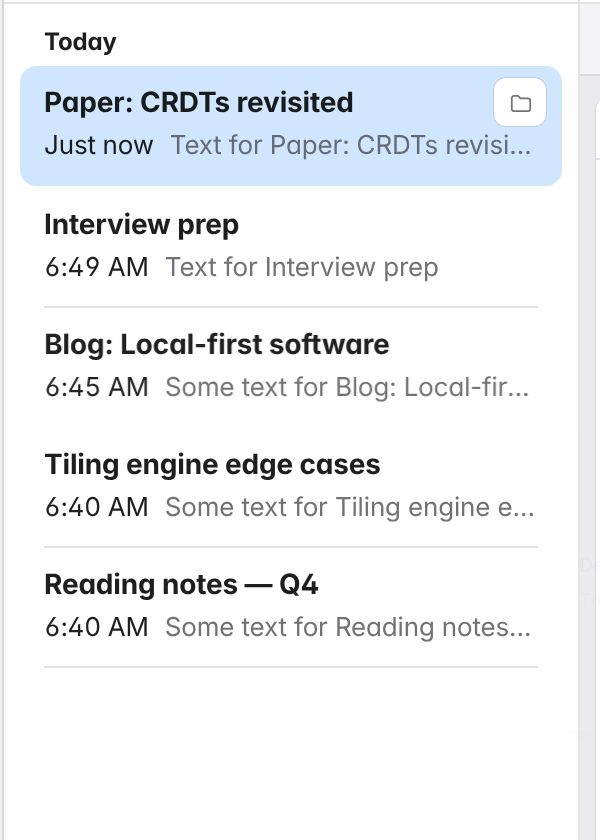 Today
Paper: CRDTs revisited
Just now Text for Paper: CRDTs revisi...
Interview prep
6:49 AM Text for Interview prep
Blog: Local-first software
6:45 AM Some text for Blog: Local-fir...
Tiling engine edge cases
6:40 AM Some text for Tiling engine e...
Reading notes — Q4
6:40 AM Some text for Reading notes...